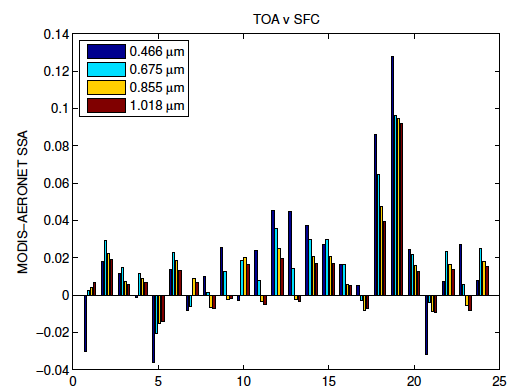 TOA v SFC
0.14
0.12
0.1
0.08
0.06
0.04
0.02
0
−0.02
−0.04
MODIS−AERONET SSA
0.466 μm
0.675 μm
0.855 μm
1.018 μm
0 5 10 15 20 25